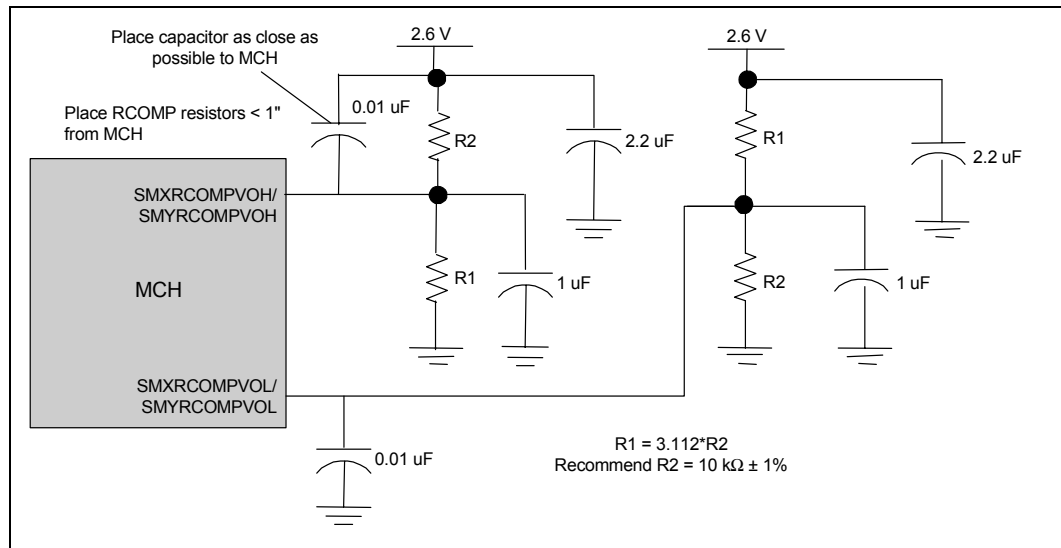 Place capacitor as close as
possible to MCH
2.6 V
2.6 V
Place RCOMP resistors < 1"
from MCH
0.01 uF
R2
2.2 uF
R1
2.2 uF
SMXRCOMPVOH/
SMYRCOMPVOH
R1
1 uF
R2
1 uF
MCH
SMXRCOMPVOL/
SMYRCOMPVOL
0.01 uF
R1 = 3.112*R2
Recommend R2 = 10 kΩ ± 1%